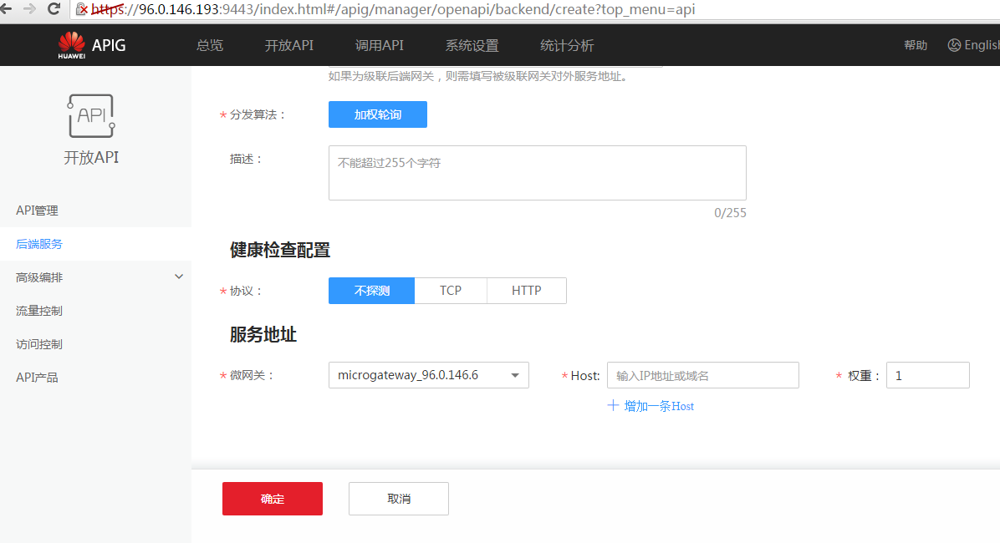 https://96.0.146.193:9443/index.html#/apig/manager/openapi/backend/create?top_menu=api
HUAWEI APIG 总览 开放API 调用API 系统设置 统计分析 帮助 English
API
开放API
API管理
后端服务
高级编排
流量控制
访问控制
API产品
如果为级联后端网关，则需填写被级联网关对外服务地址。
* 分发算法： 加权轮询
描述： 不能超过255个字符
0/255
健康检查配置
* 协议： 不探测 TCP HTTP
服务地址
* 微网关： microgateway_96.0.146.6 * Host: 输入IP地址或域名 * 权重： 1
+ 增加一条Host
确定 取消